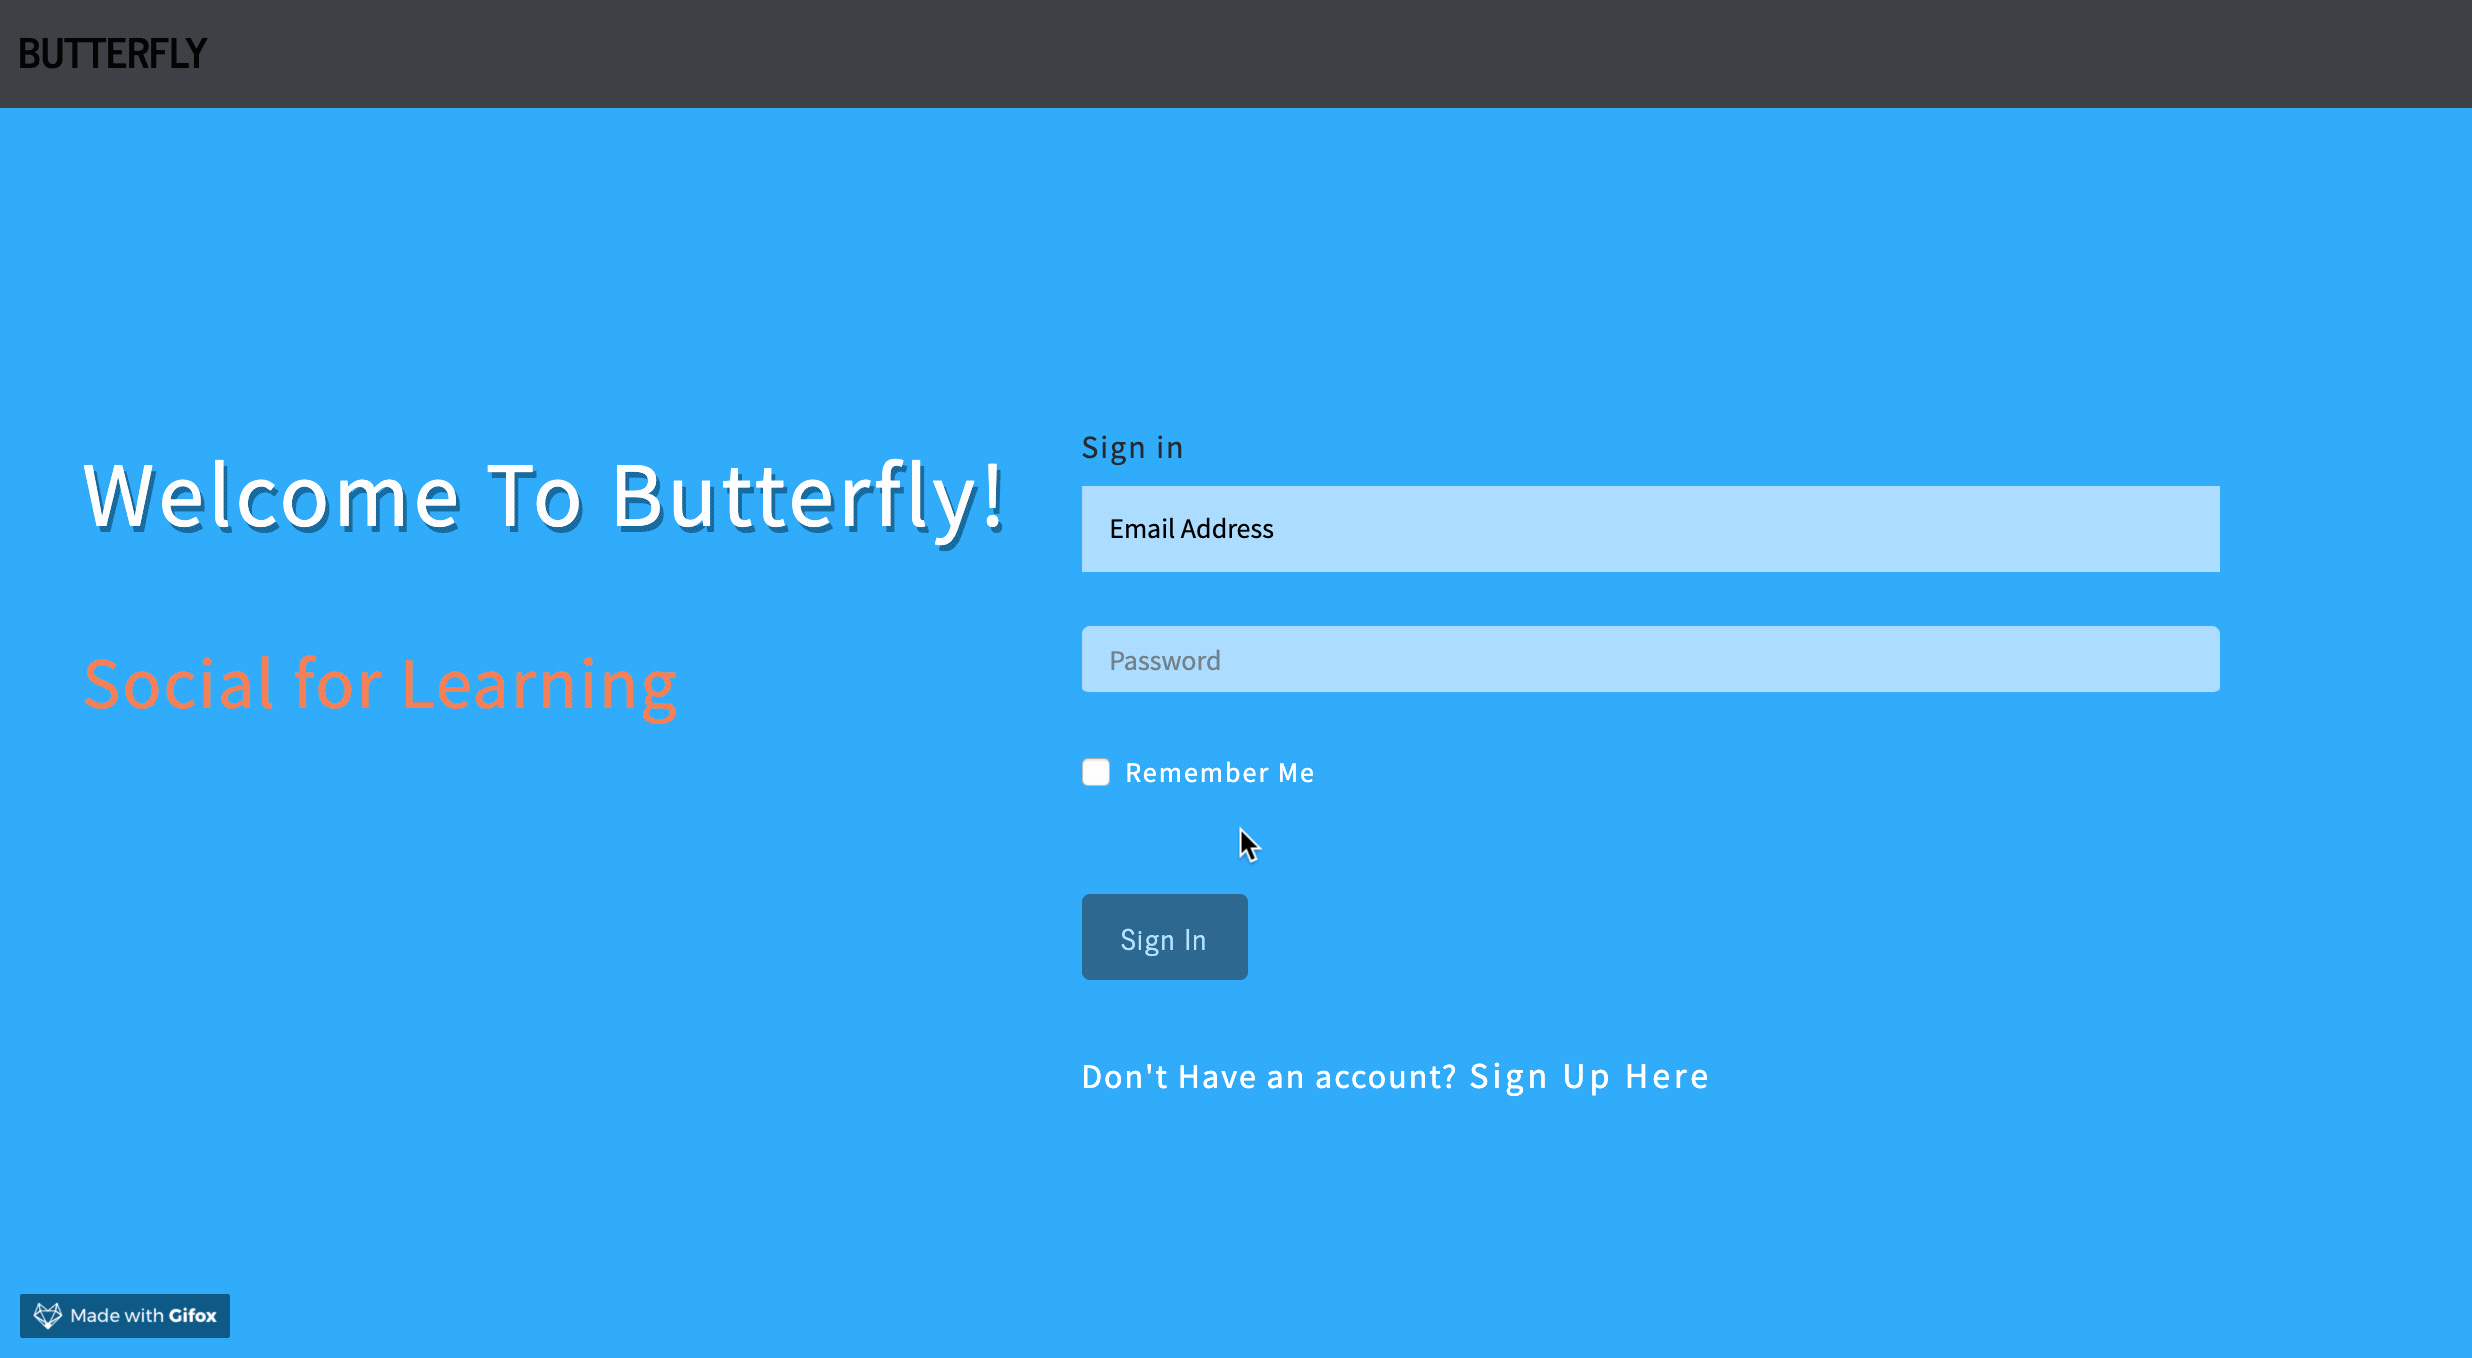 BUTTERFLY
Welcome To Butterfly!
Social for Learning
Sign in
Email Address
Password
Remember Me
Sign In
Don't Have an account? Sign Up Here
Made with Gifox